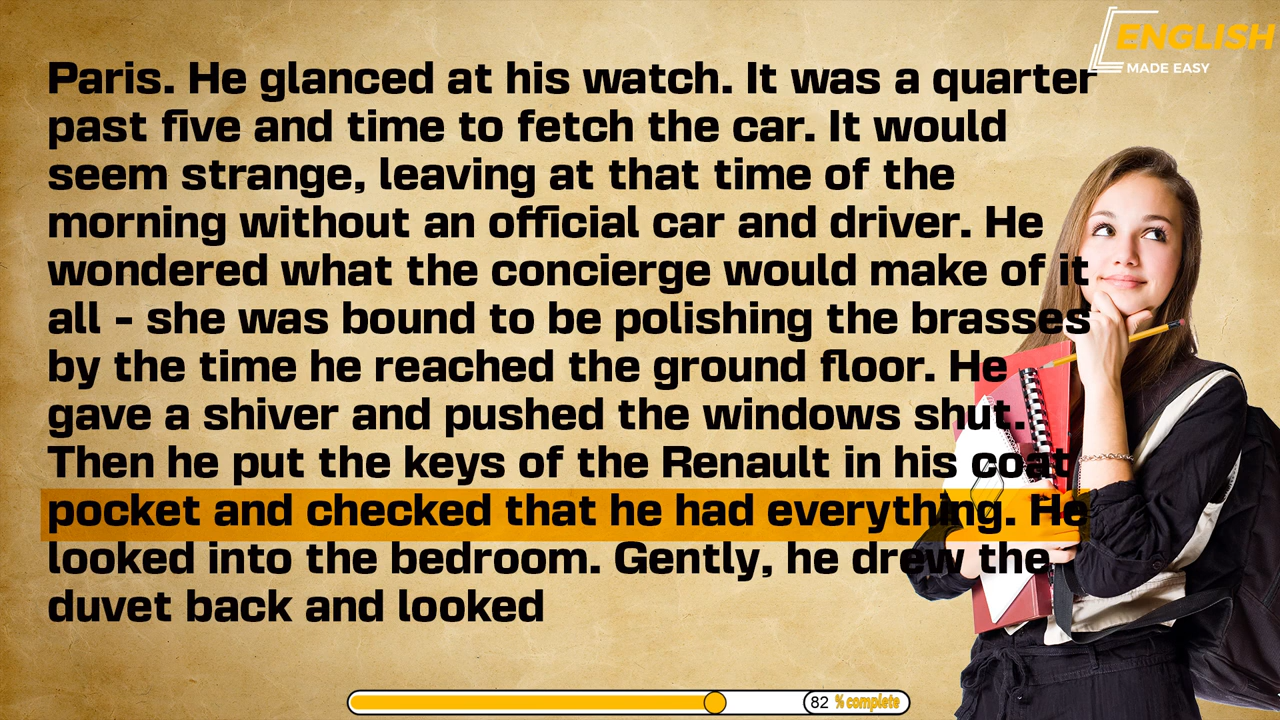 ENGLISH
MADE EASY
Paris. He glanced at his watch. It was a quarter
past five and time to fetch the car. It would
seem strange, leaving at that time of the
morning without an official car and driver. He
wondered what the concierge would make of it
all - she was bound to be polishing the brasses
by the time he reached the ground floor. He
gave a shiver and pushed the windows shut.
Then he put the keys of the Renault in his coat
pocket and checked that he had everything. He
looked into the bedroom. Gently, he drew the
duvet back and looked
82 % complete